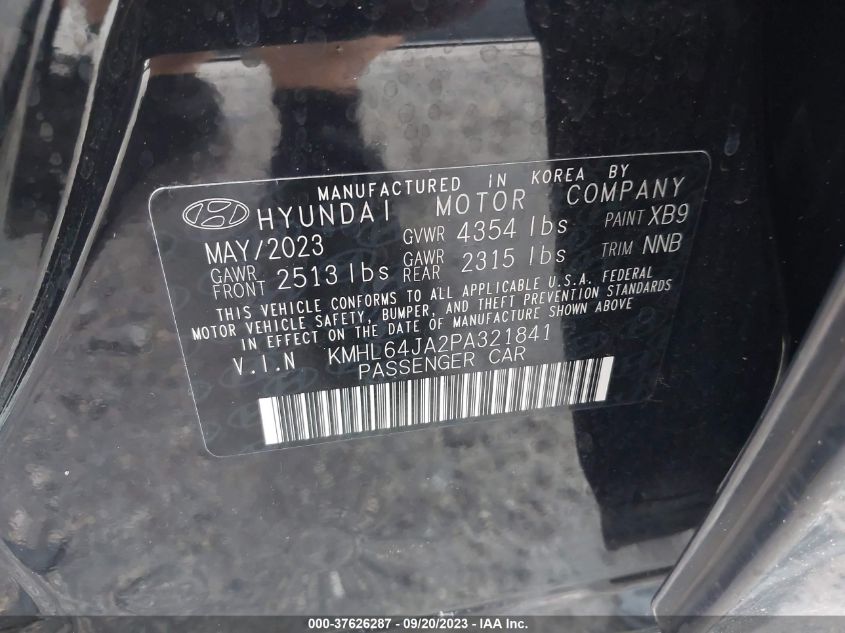 MANUFACTURED IN KOREA BY
HYUNDAI MOTOR COMPANY
MAY/2023 GVWR 4354 lbs PAINT XB9
GAWR FRONT 2513 lbs GAWR REAR 2315 lbs TRIM NNB
THIS VEHICLE CONFORMS TO ALL APPLICABLE U.S.A. FEDERAL
MOTOR VEHICLE SAFETY, BUMPER, AND THEFT PREVENTION STANDARDS
IN EFFECT ON THE DATE OF MANUFACTURE SHOWN ABOVE
V.I.N KMHL64JA2PA321841
PASSENGER CAR
000-37626287 - 09/20/2023 - IAA Inc.